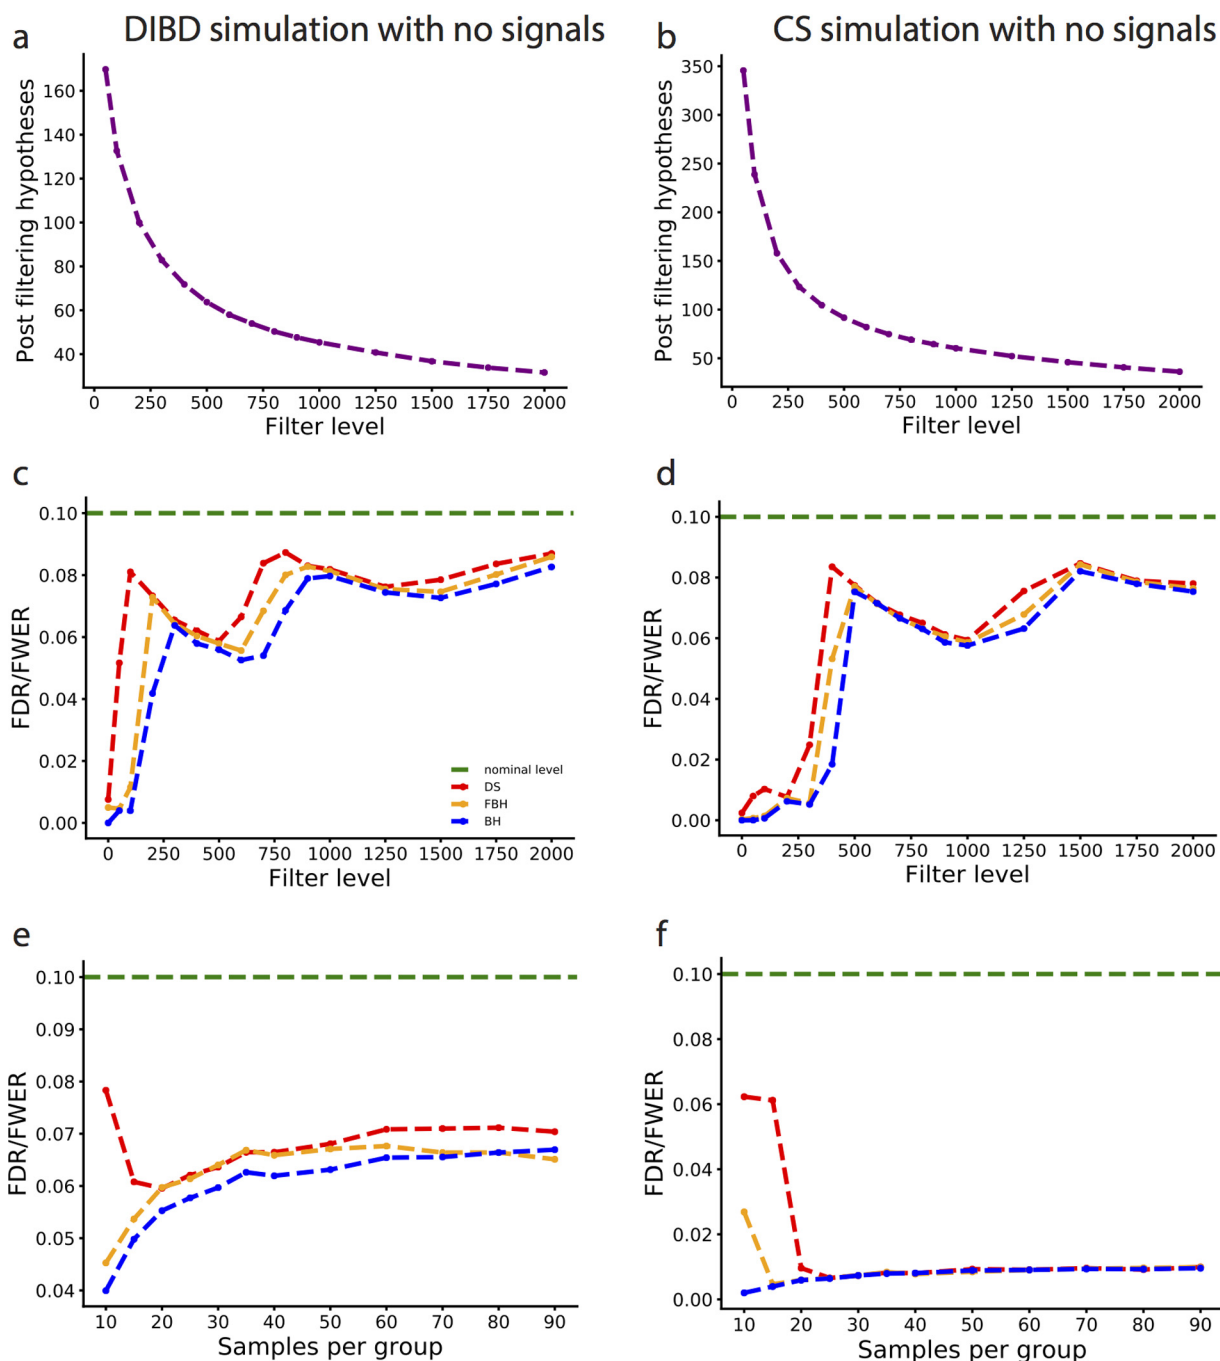 a DIBD simulation with no signals
b CS simulation with no signals
160
140
120
100
80
60
40
Post filtering hypotheses
0 250 500 750 1000 1250 1500 1750 2000
Filter level
350
300
250
200
150
100
50
Post filtering hypotheses
0 250 500 750 1000 1250 1500 1750 2000
Filter level
c
0.10
0.08
0.06
0.04
0.02
0.00
FDR/FWER
nominal level
DS
FBH
BH
0 250 500 750 1000 1250 1500 1750 2000
Filter level
d
0.10
0.08
0.06
0.04
0.02
0.00
FDR/FWER
0 250 500 750 1000 1250 1500 1750 2000
Filter level
e
0.10
0.09
0.08
0.07
0.06
0.05
0.04
FDR/FWER
10 20 30 40 50 60 70 80 90
Samples per group
f
0.10
0.08
0.06
0.04
0.02
0.00
FDR/FWER
10 20 30 40 50 60 70 80 90
Samples per group